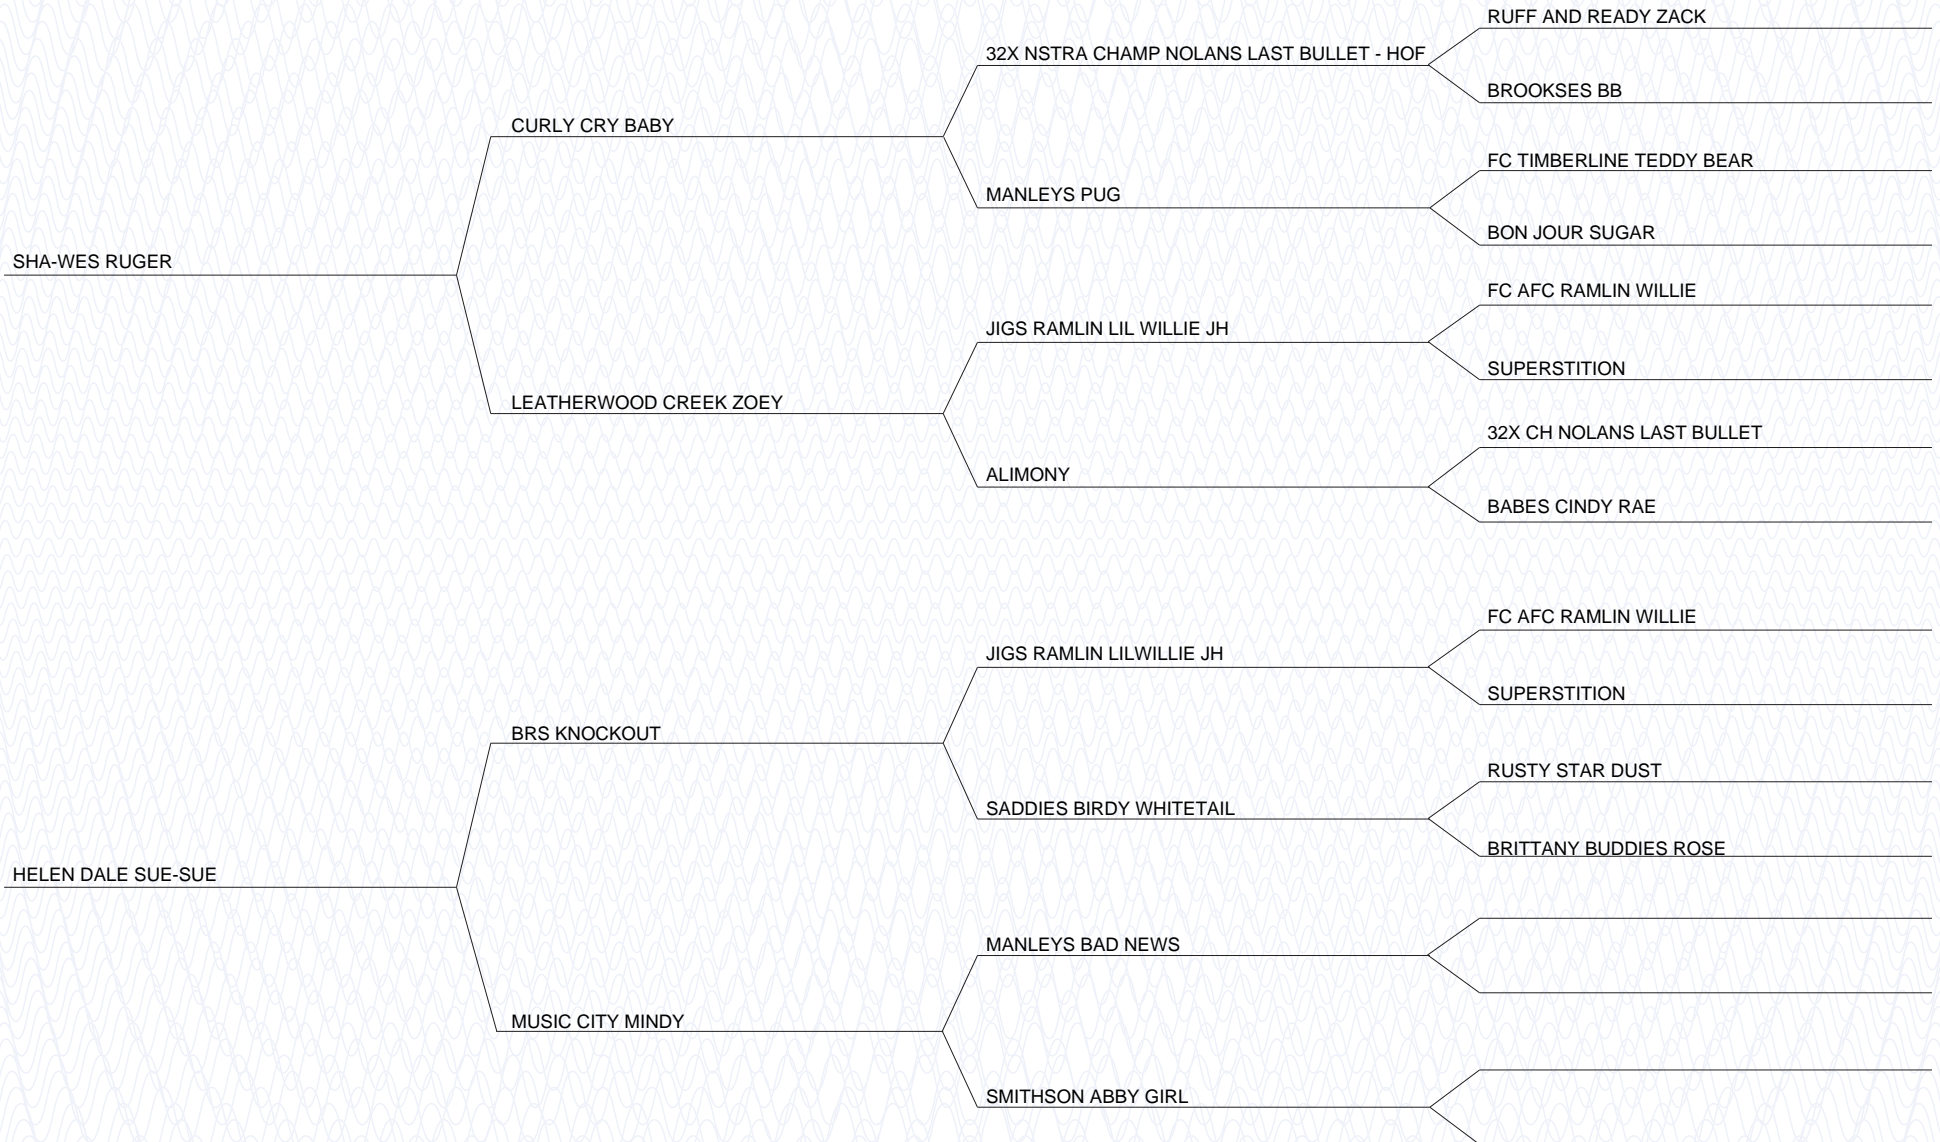 RUFF AND READY ZACK
32X NSTRA CHAMP NOLANS LAST BULLET - HOF
BROOKSES BB
CURLY CRY BABY
FC TIMBERLINE TEDDY BEAR
MANLEYS PUG
BON JOUR SUGAR
SHA-WES RUGER
FC AFC RAMLIN WILLIE
JIGS RAMLIN LIL WILLIE JH
SUPERSTITION
LEATHERWOOD CREEK ZOEY
32X CH NOLANS LAST BULLET
ALIMONY
BABES CINDY RAE
FC AFC RAMLIN WILLIE
JIGS RAMLIN LILWILLIE JH
SUPERSTITION
BRS KNOCKOUT
RUSTY STAR DUST
SADDIES BIRDY WHITETAIL
BRITTANY BUDDIES ROSE
HELEN DALE SUE-SUE
MANLEYS BAD NEWS
MUSIC CITY MINDY
SMITHSON ABBY GIRL